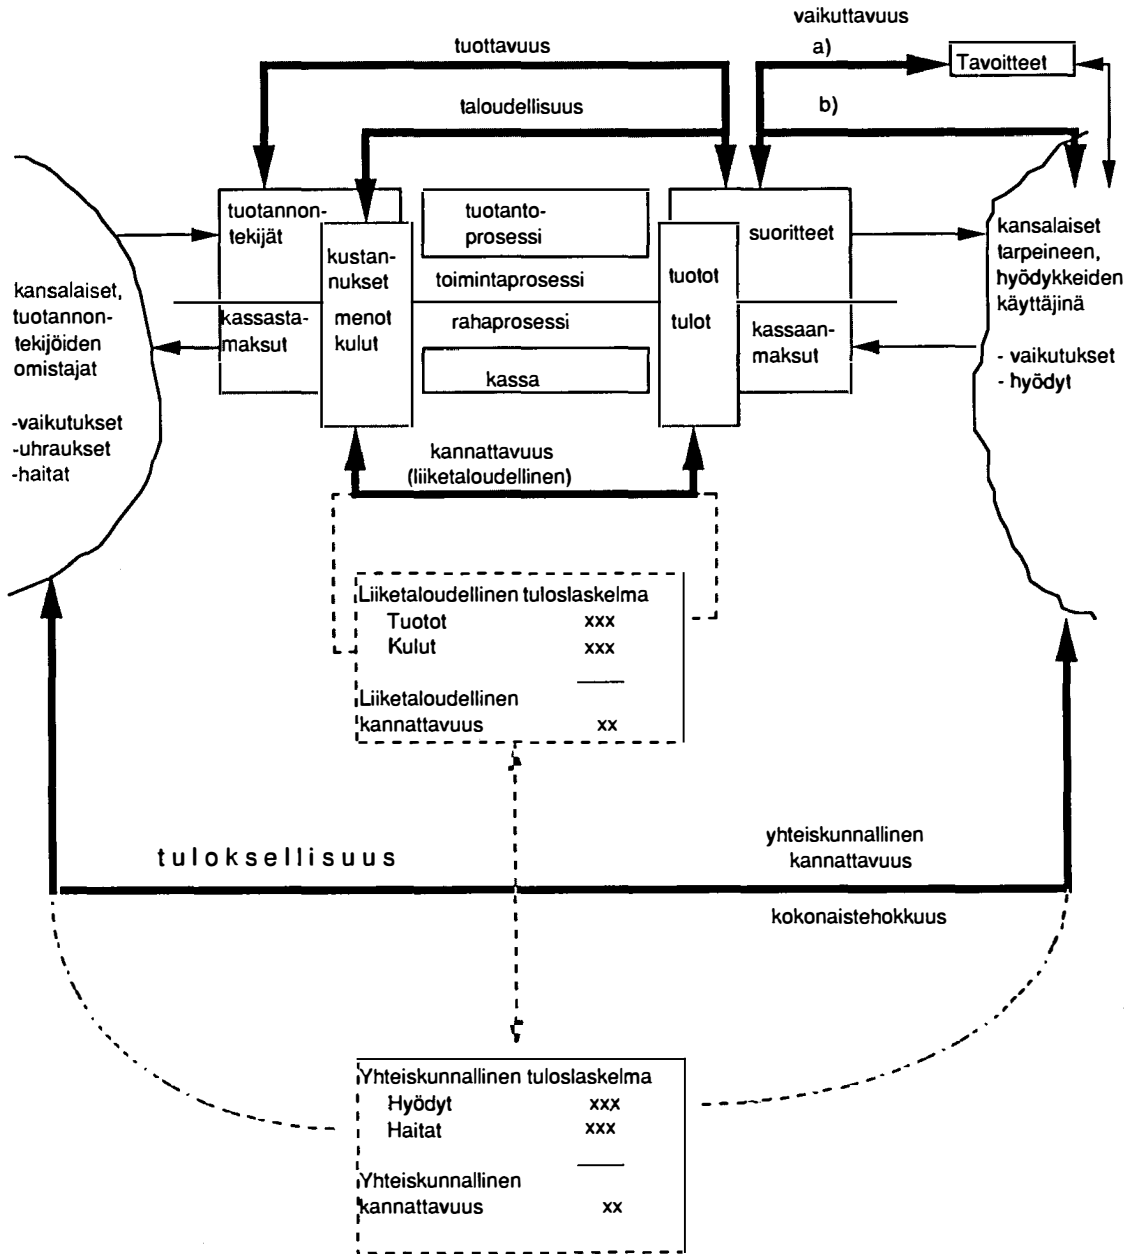 vaikuttavuus
tuottavuus
a)
Tavoitteet
taloudellisuus
b)
tuotannon-
tekijät
kustan-
nukset
menot
kulut
kassasta-
maksut
tuotanto-
prosessi
toimintaprosessi
rahaprosessi
kassa
tuotot
tulot
suoritteet
kassaan-
maksut
kansalaiset
tarpeineen,
hyödykkeiden
käyttäjinä
- vaikutukset
- hyödyt
kansalaiset,
tuotannon-
tekijöiden
omistajat
-vaikutukset
-uhraukset
-haitat
kannattavuus
(liiketaloudellinen)
Liiketaloudellinen tuloslaskelma
Tuotot xxx
Kulut xxx
Liiketaloudellinen
kannattavuus xx
tuloksellisuus
yhteiskunnallinen
kannattavuus
kokonaistehokkuus
Yhteiskunnallinen tuloslaskelma
Hyödyt xxx
Haitat xxx
Yhteiskunnallinen
kannattavuus xx